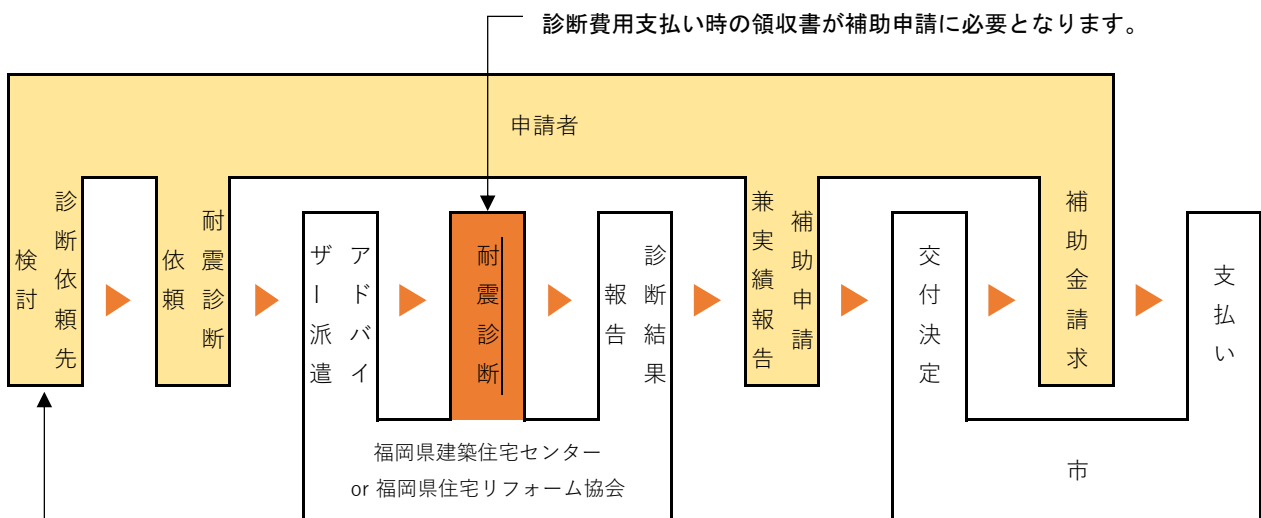 診断費用支払い時の領収書が補助申請に必要となります。
申請者
診断依頼先
検討
耐震診断
依頼
アドバイ
ザー派遣
耐震診断
診断結果
報告
補助申請
兼実績報告
交付決定
補助金請求
支払い
福岡県建築住宅センター
or 福岡県住宅リフォーム協会
市